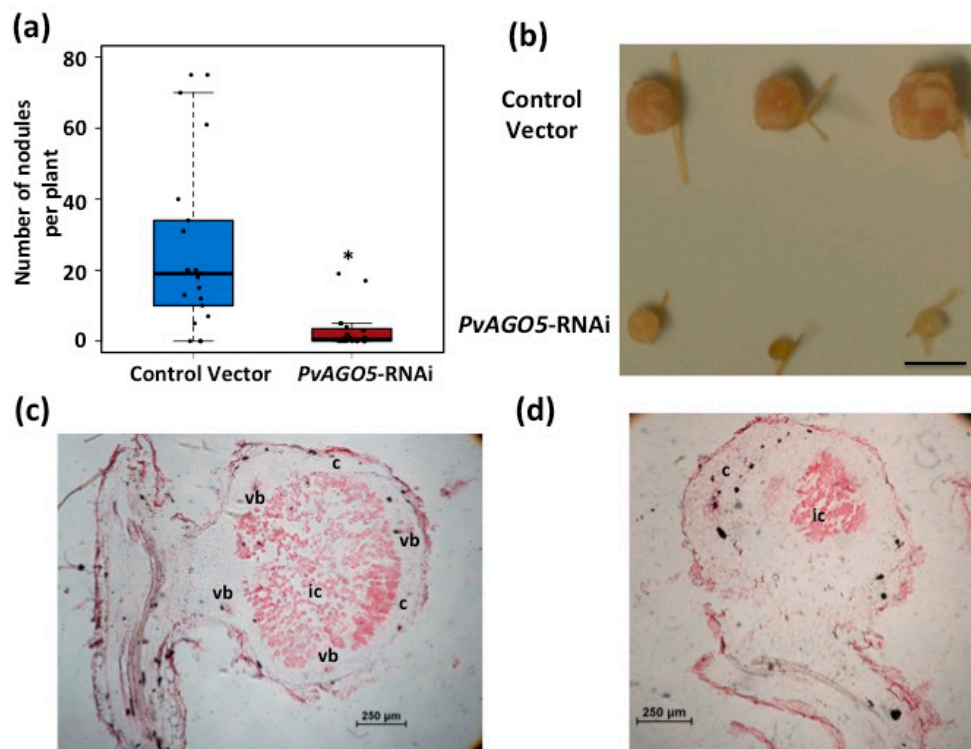 (a)
80
60
40
20
0
Number of nodules
per plant
*
Control Vector
PvAGO5-RNAi
(b)
Control
Vector
PvAGO5-RNAi
(c)
c
vb
vb
ic
vb
c
vb
250 µm
(d)
c
ic
250 µm